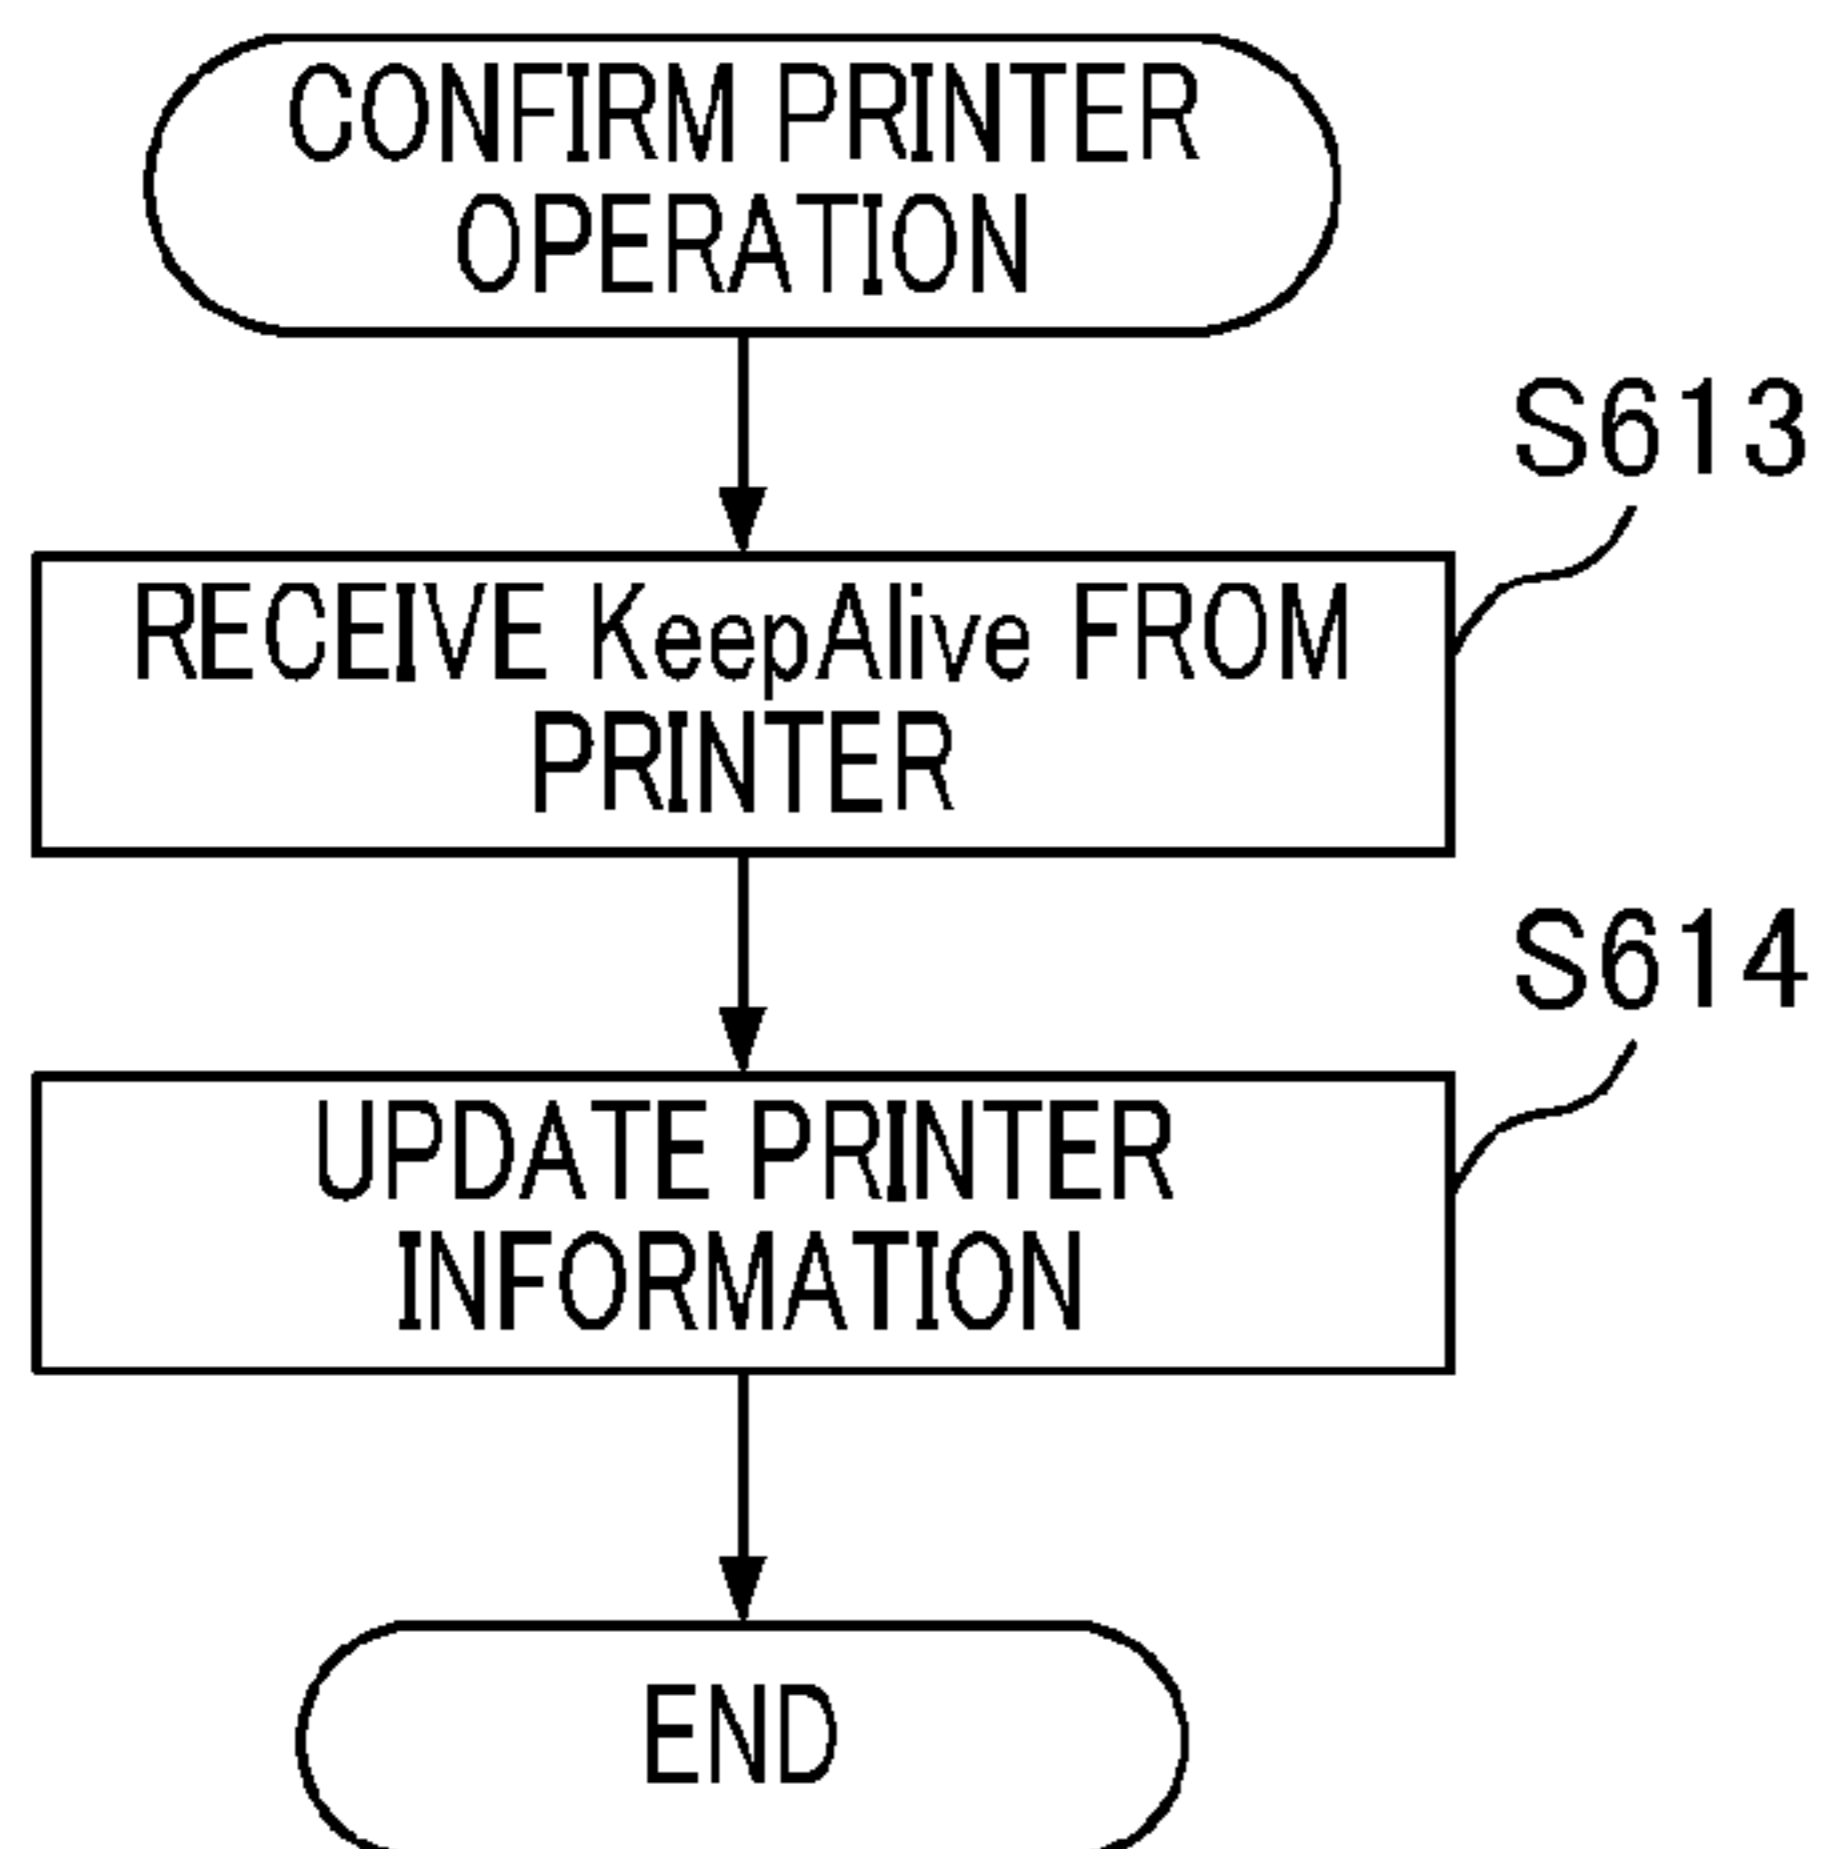 CONFIRM PRINTER
OPERATION
S613
RECEIVE KeepAlive FROM
PRINTER
S614
UPDATE PRINTER
INFORMATION
END